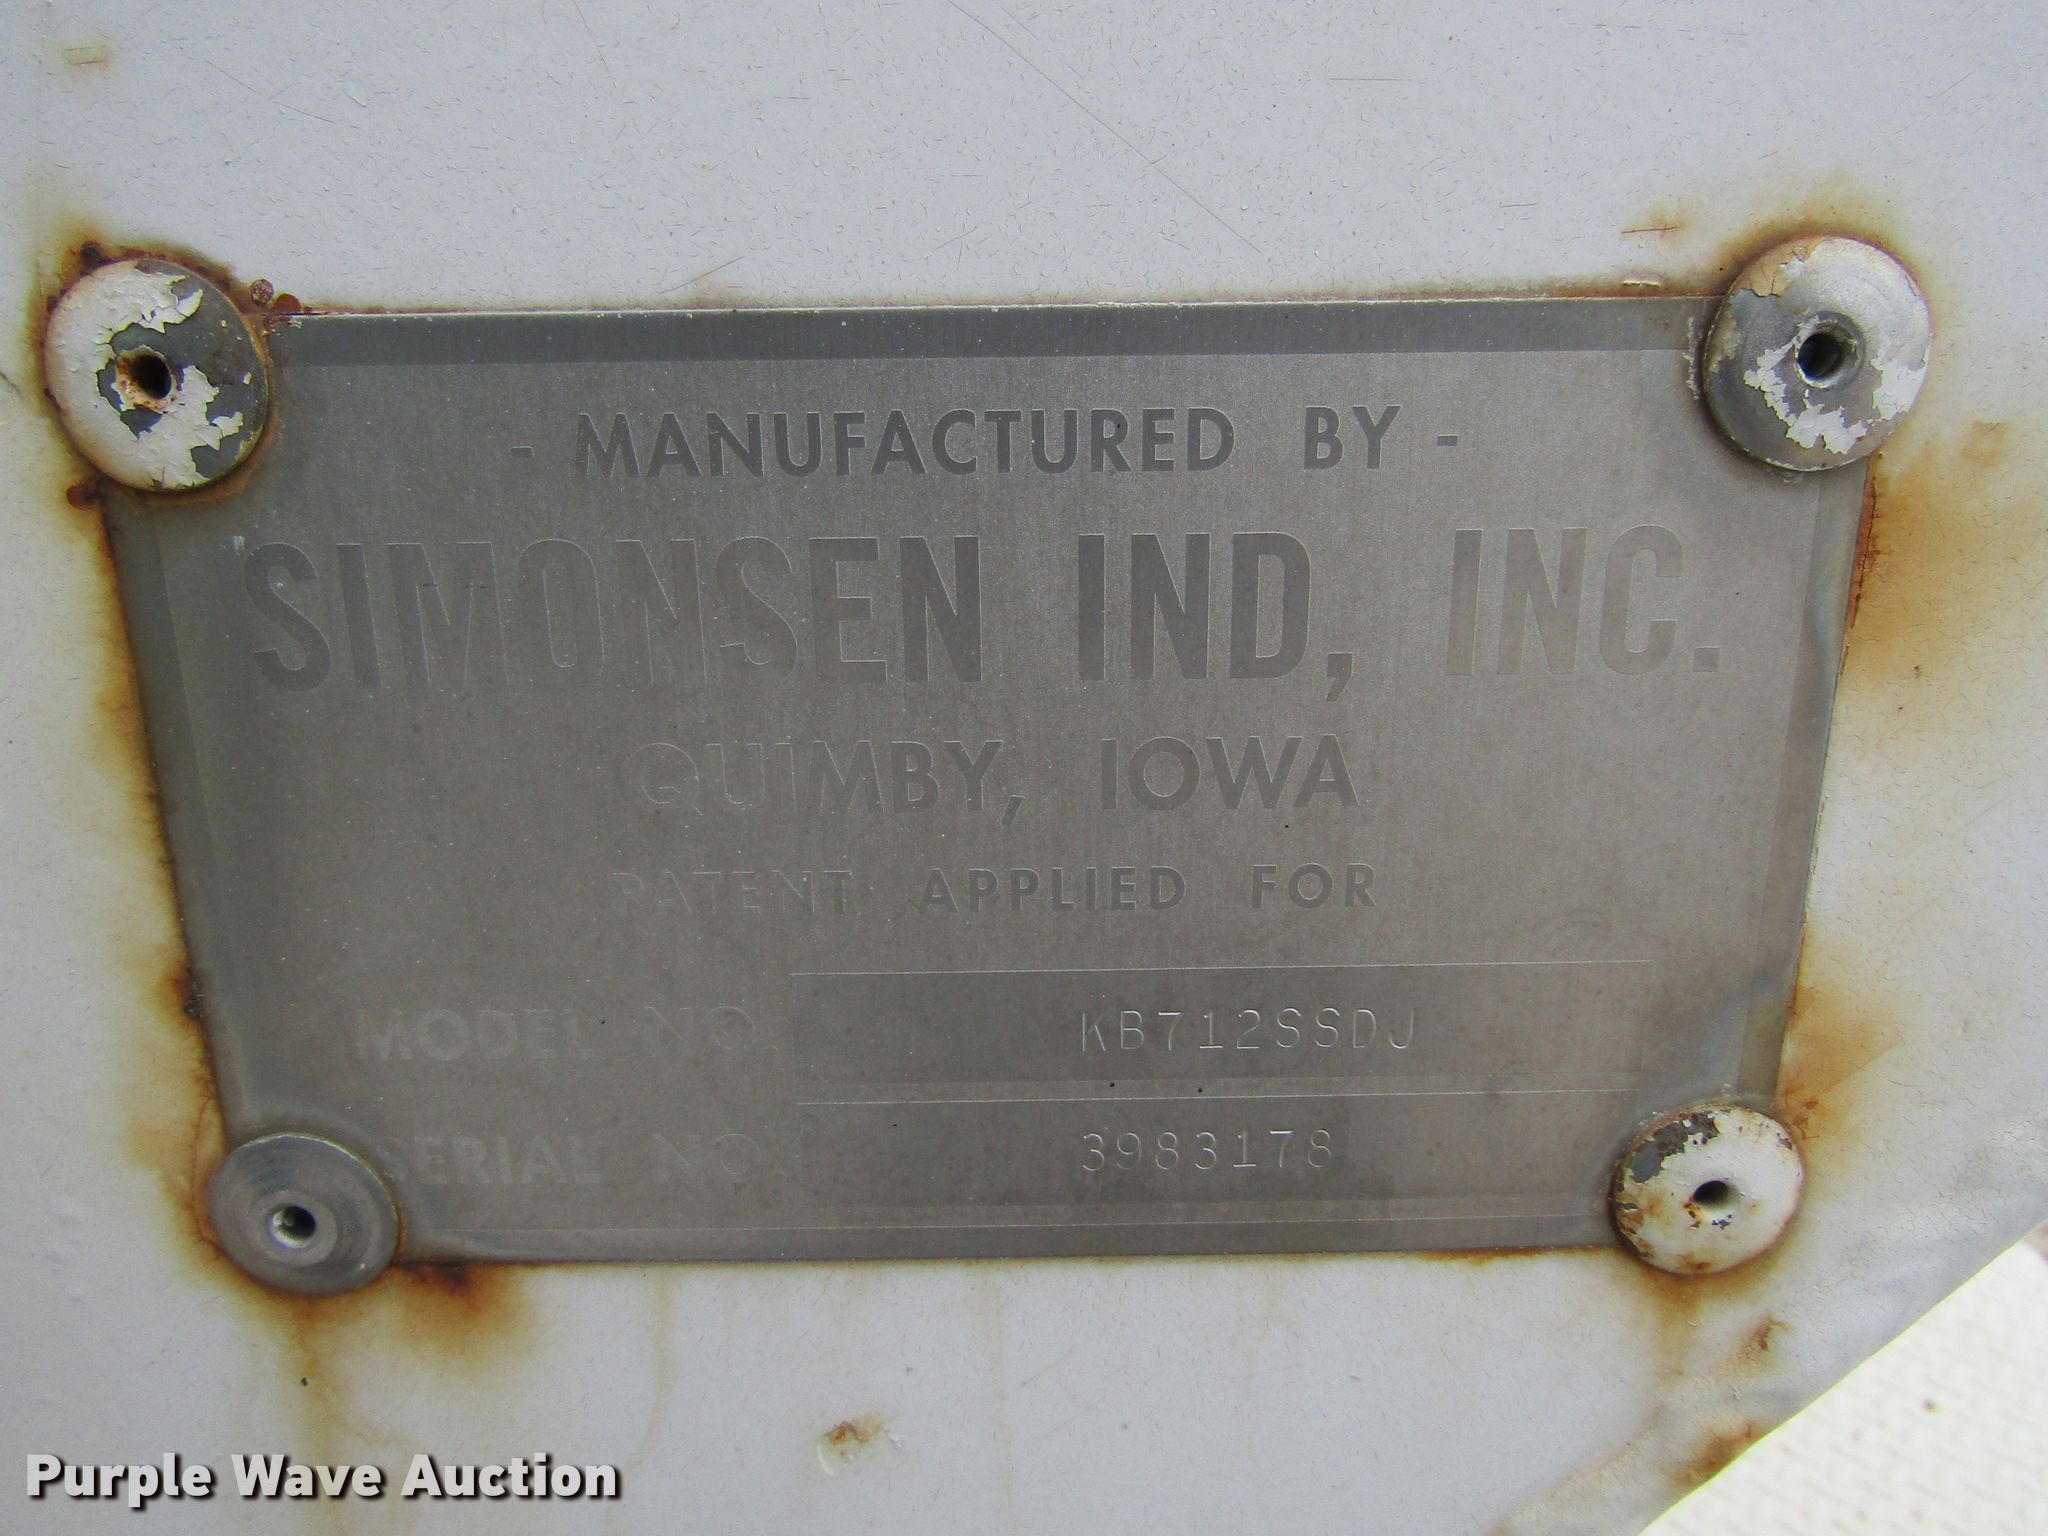 - MANUFACTURED BY -
SIMONSEN IND, INC.
QUIMBY, IOWA
PATENT APPLIED FOR
MODEL NO. KB712SSDJ
SERIAL NO. 3983178
Purple Wave Auction